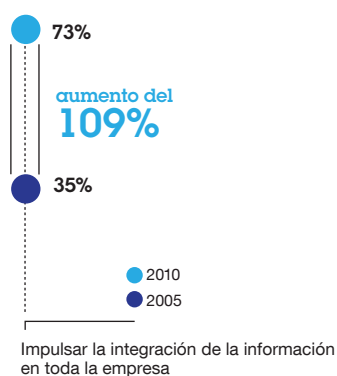 73%
aumento del
109%
35%
2010
2005
Impulsar la integración de la información
en toda la empresa